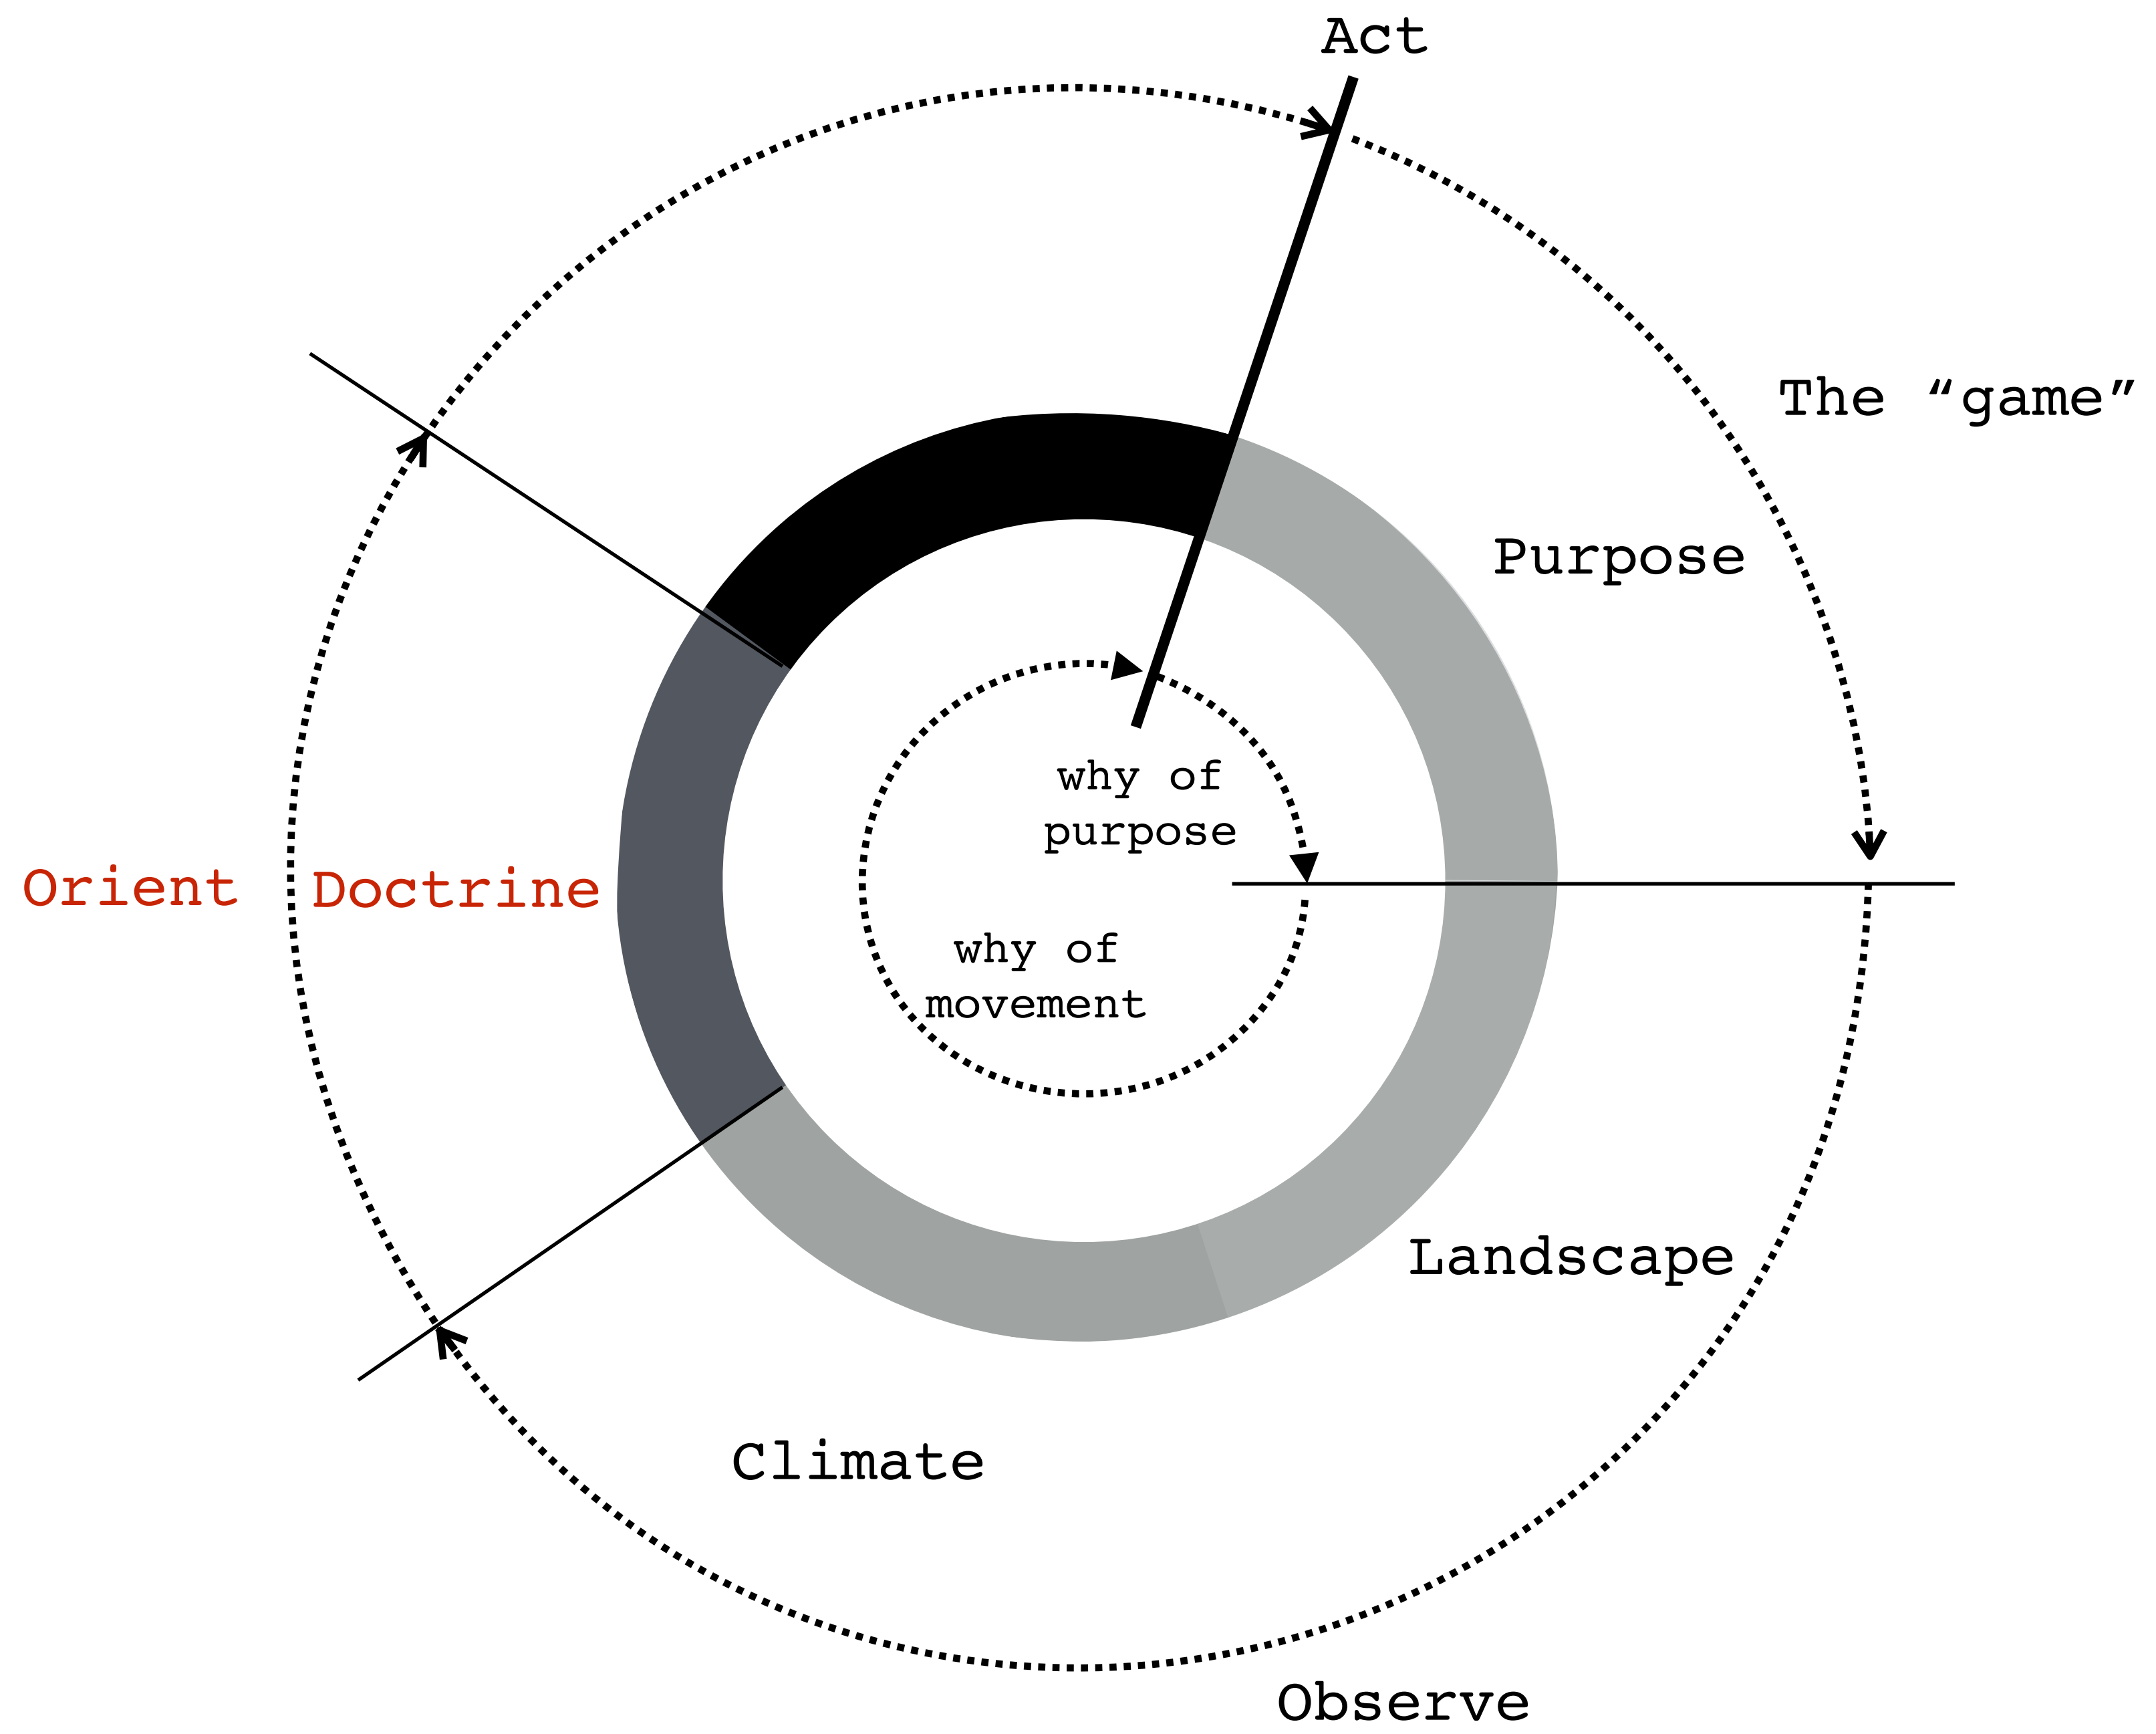 Act
The “game”
Purpose
why of
purpose
Orient
Doctrine
why of
movement
Landscape
Climate
Observe